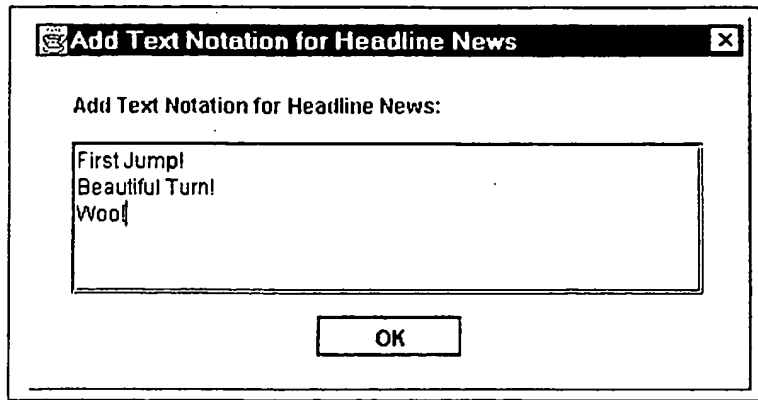 Add Text Notation for Headline News
Add Text Notation for Headline News:
First Jump!
Beautiful Turn!
Woo!
OK